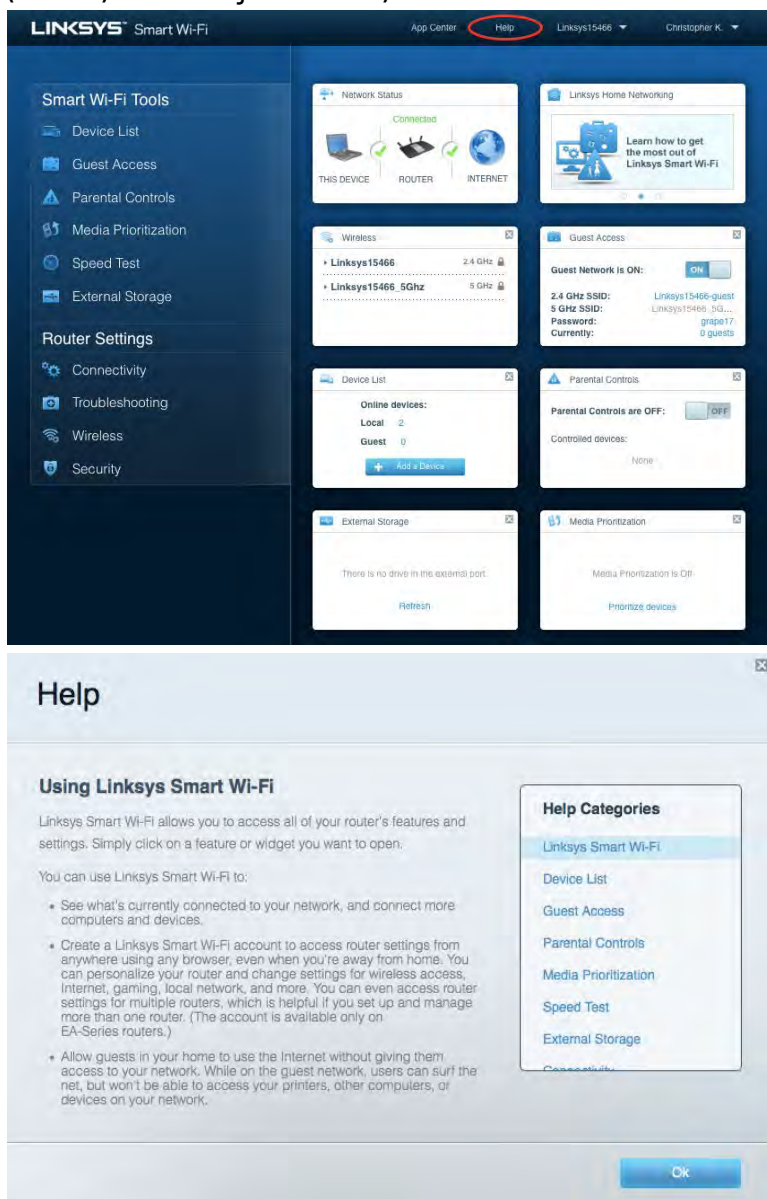 LINKSYS Smart Wi-Fi
App Center
Help
Linksys15466
Christopher K.
Smart Wi-Fi Tools
Device List
Guest Access
Parental Controls
Media Prioritization
Speed Test
External Storage
Router Settings
Connectivity
Troubleshooting
Wireless
Security
Network Status
Connected
THIS DEVICE
ROUTER
INTERNET
Linksys Home Networking
Learn how to get
the most out of
Linksys Smart Wi-Fi
Wireless
Linksys15466 2.4 GHz
Linksys15466_5Ghz 5 GHz
Guest Access
Guest Network is ON: ON
2.4 GHz SSID: Linksys15466-guest
5 GHz SSID: Linksys15466_5G...
Password: grape17
Currently: 0 guests
Device List
Online devices:
Local 2
Guest 0
Add a Device
Parental Controls
Parental Controls are OFF: OFF
Controlled devices:
None
External Storage
There is no drive in the external port.
Refresh
Media Prioritization
Media Prioritization is Off
Prioritize devices
Help
Using Linksys Smart Wi-Fi
Linksys Smart Wi-Fi allows you to access all of your router's features and
settings. Simply click on a feature or widget you want to open.
You can use Linksys Smart Wi-Fi to:
• See what's currently connected to your network, and connect more
computers and devices.
• Create a Linksys Smart Wi-Fi account to access router settings from
anywhere using any browser, even when you're away from home. You
can personalize your router and change settings for wireless access,
Internet, gaming, local network, and more. You can even access router
settings for multiple routers, which is helpful if you set up and manage
more than one router. (The account is available only on
EA-Series routers.)
• Allow guests in your home to use the Internet without giving them
access to your network. While on the guest network, users can surf the
net, but won't be able to access your printers, other computers, or
devices on your network.
Help Categories
Linksys Smart Wi-Fi
Device List
Guest Access
Parental Controls
Media Prioritization
Speed Test
External Storage
Connectivity
Ok